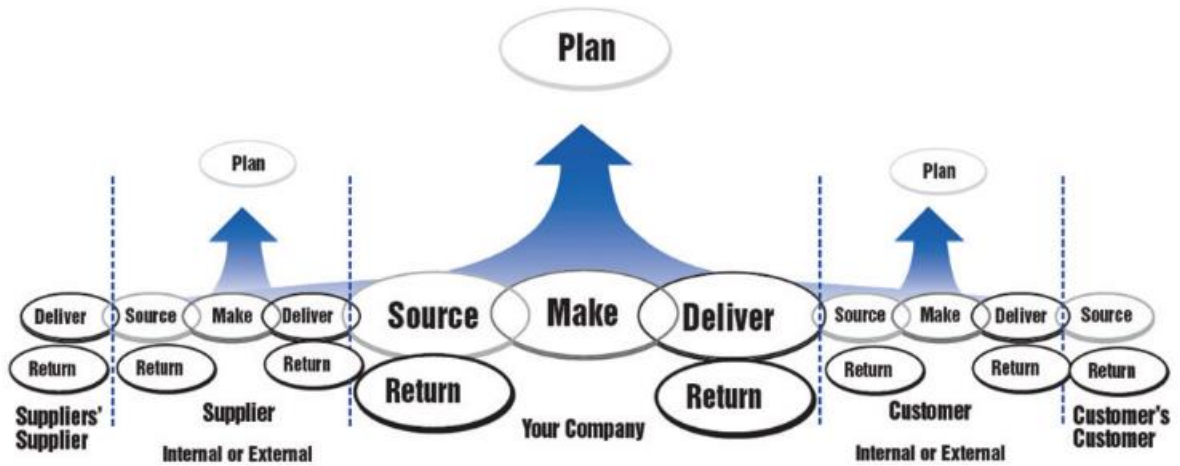 Plan
Plan
Plan
Deliver Source Make Deliver Source Make Deliver Source Make Deliver Source
Return Return Return Return Return Return Return Return
Suppliers'
Supplier
Supplier
Internal or External
Your Company
Customer
Internal or External
Customer's
Customer